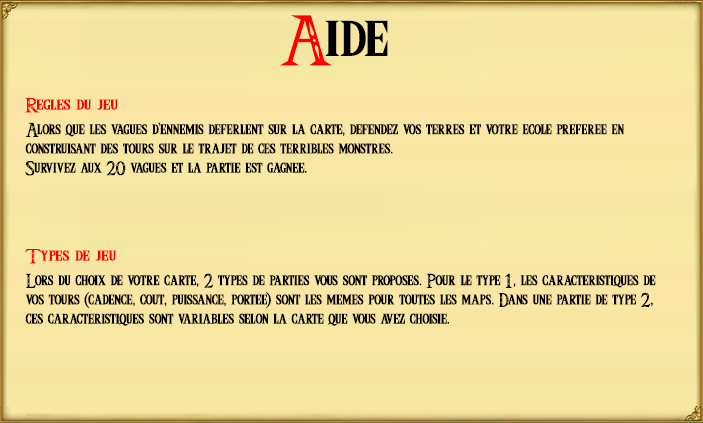 AIDE
REGLES DU JEU
ALORS QUE LES VAGUES D'ENNEMIS DEFERLENT SUR LA CARTE, DEFENDEZ VOS TERRES ET VOTRE ECOLE PREFEREE EN
CONSTRUISANT DES TOURS SUR LE TRAJET DE CES TERRIBLES MONSTRES.
SURVIVEZ AUX 20 VAGUES ET LA PARTIE EST GAGNEE.
TYPES DE JEU
LORS DU CHOIX DE VOTRE CARTE, 2 TYPES DE PARTIES VOUS SONT PROPOSES. POUR LE TYPE 1, LES CARACTERISTIQUES DE
VOS TOURS (CADENCE, COUT, PUISSANCE, PORTEE) SONT LES MEMES POUR TOUTES LES MAPS. DANS UNE PARTIE DE TYPE 2,
CES CARACTERISTIQUES SONT VARIABLES SELON LA CARTE QUE VOUS AVEZ CHOISIE.